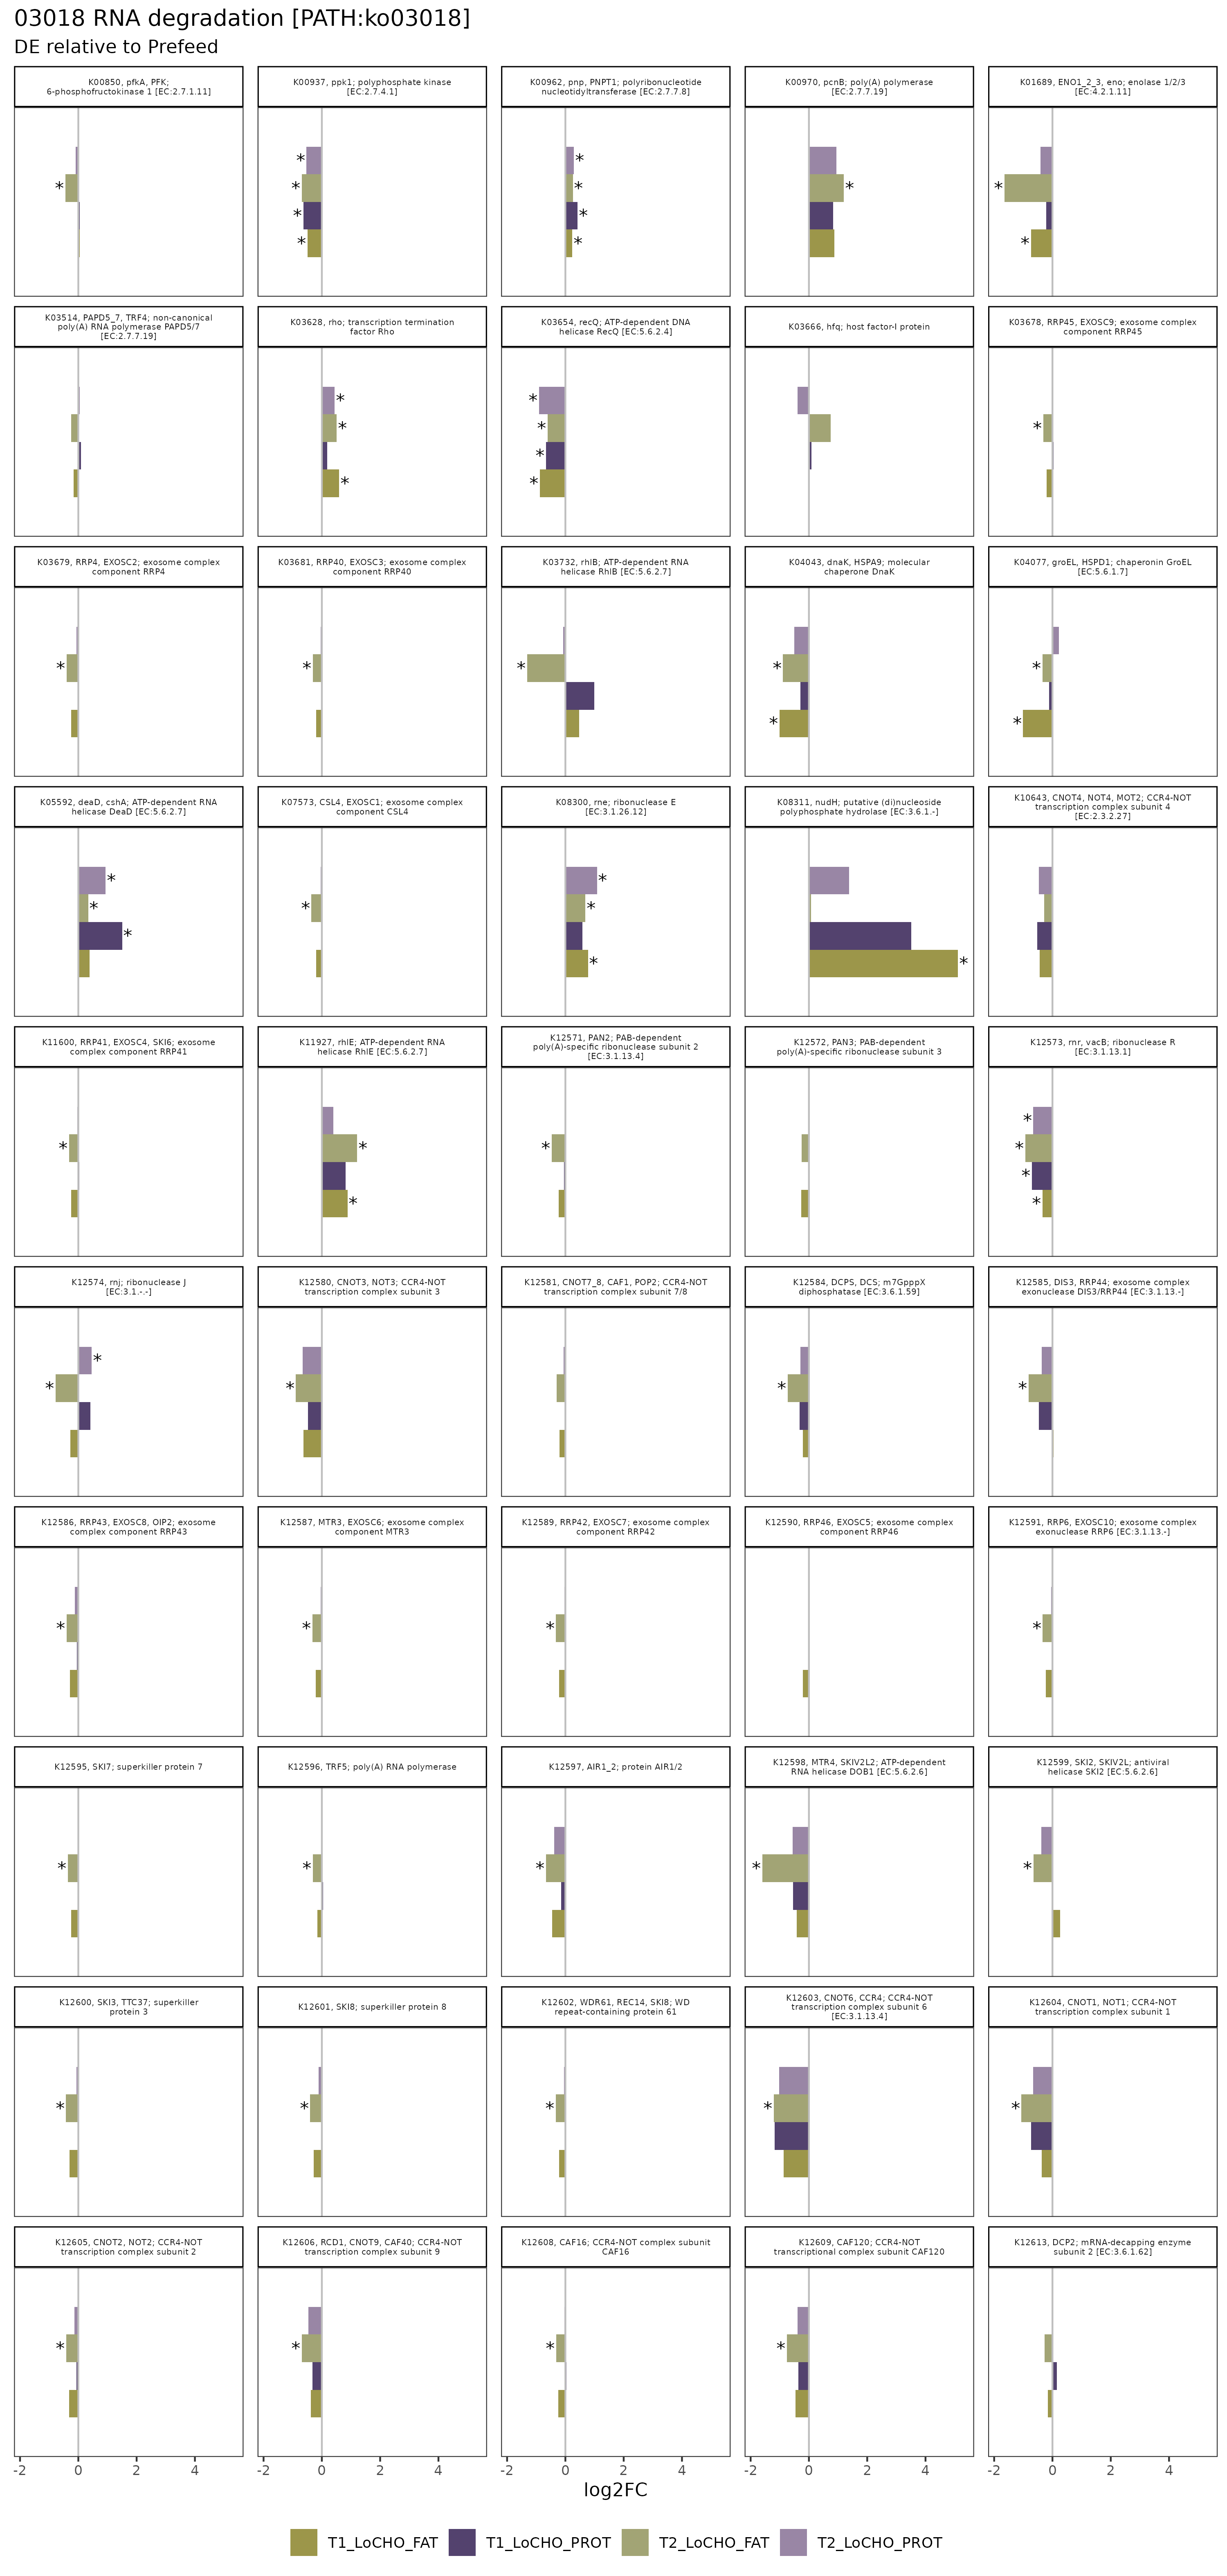 03018 RNA degradation [PATH:ko03018]
DE relative to Prefeed
K00850, pfkA, PFK;
6-phosphofructokinase 1 [EC:2.7.1.11]
K00937, ppk1; polyphosphate kinase
[EC:2.7.4.1]
K00962, pnp, PNPT1; polyribonucleotide
nucleotidyltransferase [EC:2.7.7.8]
K00970, pcnB; poly(A) polymerase
[EC:2.7.7.19]
K01689, ENO1_2_3, eno; enolase 1/2/3
[EC:4.2.1.11]
*
* * * *
* * * *
*
* *
K03514, PAPD5_7, TRF4; non-canonical
poly(A) RNA polymerase PAPD5/7
[EC:2.7.7.19]
K03628, rho; transcription termination
factor Rho
K03654, recQ; ATP-dependent DNA
helicase RecQ [EC:5.6.2.4]
K03666, hfq; host factor-I protein
K03678, RRP45, EXOSC9; exosome complex
component RRP45
* * *
* * * *
*
K03679, RRP4, EXOSC2; exosome complex
component RRP4
K03681, RRP40, EXOSC3; exosome complex
component RRP40
K03732, rhlB; ATP-dependent RNA
helicase RhlB [EC:5.6.2.7]
K04043, dnaK, HSPA9; molecular
chaperone DnaK
K04077, groEL, HSPD1; chaperonin GroEL
[EC:5.6.1.7]
*
*
*
* *
* *
K05592, deaD, cshA; ATP-dependent RNA
helicase DeaD [EC:5.6.2.7]
K07573, CSL4, EXOSC1; exosome complex
component CSL4
K08300, rne; ribonuclease E
[EC:3.1.26.12]
K08311, nudH; putative (di)nucleoside
polyphosphate hydrolase [EC:3.6.1.-]
K10643, CNOT4, NOT4, MOT2; CCR4-NOT
transcription complex subunit 4
[EC:2.3.2.27]
* * *
*
* * *
*
K11600, RRP41, EXOSC4, SKI6; exosome
complex component RRP41
K11927, rhlE; ATP-dependent RNA
helicase RhlE [EC:5.6.2.7]
K12571, PAN2; PAB-dependent
poly(A)-specific ribonuclease subunit 2
[EC:3.1.13.4]
K12572, PAN3; PAB-dependent
poly(A)-specific ribonuclease subunit 3
K12573, rnr, vacB; ribonuclease R
[EC:3.1.13.1]
*
* *
*
* * * *
K12574, rnj; ribonuclease J
[EC:3.1.-.-]
K12580, CNOT3, NOT3; CCR4-NOT
transcription complex subunit 3
K12581, CNOT7_8, CAF1, POP2; CCR4-NOT
transcription complex subunit 7/8
K12584, DCPS, DCS; m7GpppX
diphosphatase [EC:3.6.1.59]
K12585, DIS3, RRP44; exosome complex
exonuclease DIS3/RRP44 [EC:3.1.13.-]
* *
*
*
*
K12586, RRP43, EXOSC8, OIP2; exosome
complex component RRP43
K12587, MTR3, EXOSC6; exosome complex
component MTR3
K12589, RRP42, EXOSC7; exosome complex
component RRP42
K12590, RRP46, EXOSC5; exosome complex
component RRP46
K12591, RRP6, EXOSC10; exosome complex
exonuclease RRP6 [EC:3.1.13.-]
*
*
*
*
K12595, SKI7; superkiller protein 7
K12596, TRF5; poly(A) RNA polymerase
K12597, AIR1_2; protein AIR1/2
K12598, MTR4, SKIV2L2; ATP-dependent
RNA helicase DOB1 [EC:5.6.2.6]
K12599, SKI2, SKIV2L; antiviral
helicase SKI2 [EC:5.6.2.6]
*
*
*
*
*
K12600, SKI3, TTC37; superkiller
protein 3
K12601, SKI8; superkiller protein 8
K12602, WDR61, REC14, SKI8; WD
repeat-containing protein 61
K12603, CNOT6, CCR4; CCR4-NOT
transcription complex subunit 6
[EC:3.1.13.4]
K12604, CNOT1, NOT1; CCR4-NOT
transcription complex subunit 1
*
*
*
*
*
K12605, CNOT2, NOT2; CCR4-NOT
transcription complex subunit 2
K12606, RCD1, CNOT9, CAF40; CCR4-NOT
transcription complex subunit 9
K12608, CAF16; CCR4-NOT complex subunit
CAF16
K12609, CAF120; CCR4-NOT
transcriptional complex subunit CAF120
K12613, DCP2; mRNA-decapping enzyme
subunit 2 [EC:3.6.1.62]
*
*
*
*
-2 0 2 4 -2 0 2 4 -2 0 2 4 -2 0 2 4 -2 0 2 4
log2FC
T1_LoCHO_FAT T1_LoCHO_PROT T2_LoCHO_FAT T2_LoCHO_PROT